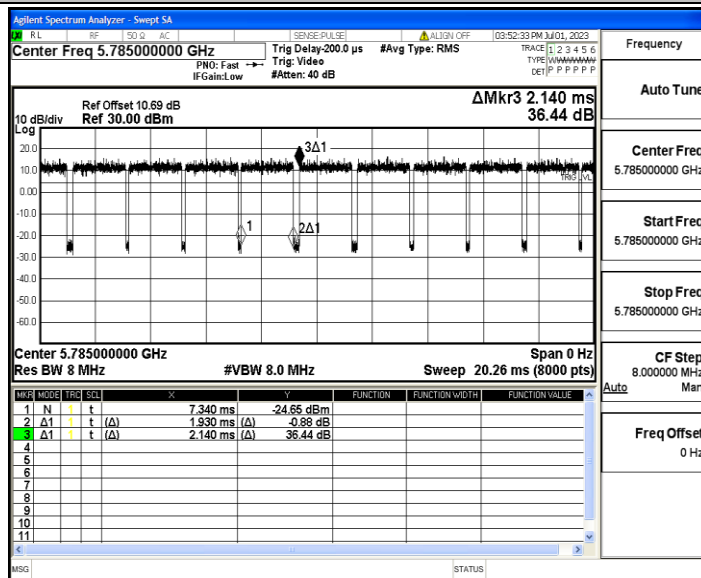 Agilent Spectrum Analyzer - Swept SA
RL RF 50 Ω AC SENSE:PULSE ALIGN OFF 03:52:33 PM Jul 01, 2023
Center Freq 5.785000000 GHz
PNO: Fast
IFGain:Low
Trig Delay-200.0 µs
Trig: Video
#Atten: 40 dB
#Avg Type: RMS
TRACE 1 2 3 4 5 6
TYPE
DET P P P P P P
Ref Offset 10.69 dB
10 dB/div Ref 30.00 dBm
Log
ΔMkr3 2.140 ms
36.44 dB
20.0
10.0
0.00
-10.0
-20.0
-30.0
-40.0
-50.0
-60.0
3Δ1
TRIG LVL
1
2Δ1
Center 5.785000000 GHz Span 0 Hz
Res BW 8 MHz #VBW 8.0 MHz Sweep 20.26 ms (8000 pts)
MKR MODE TRC SCL X Y FUNCTION FUNCTION WIDTH FUNCTION VALUE
1 N t 7.340 ms -24.65 dBm
2 Δ1 t (Δ) 1.930 ms (Δ) -0.88 dB
3 Δ1 t (Δ) 2.140 ms (Δ) 36.44 dB
4
5
6
7
8
9
10
11
MSG STATUS
Frequency
Auto Tune
Center Freq
5.785000000 GHz
Start Freq
5.785000000 GHz
Stop Freq
5.785000000 GHz
CF Step
8.000000 MHz
Auto Man
Freq Offset
0 Hz